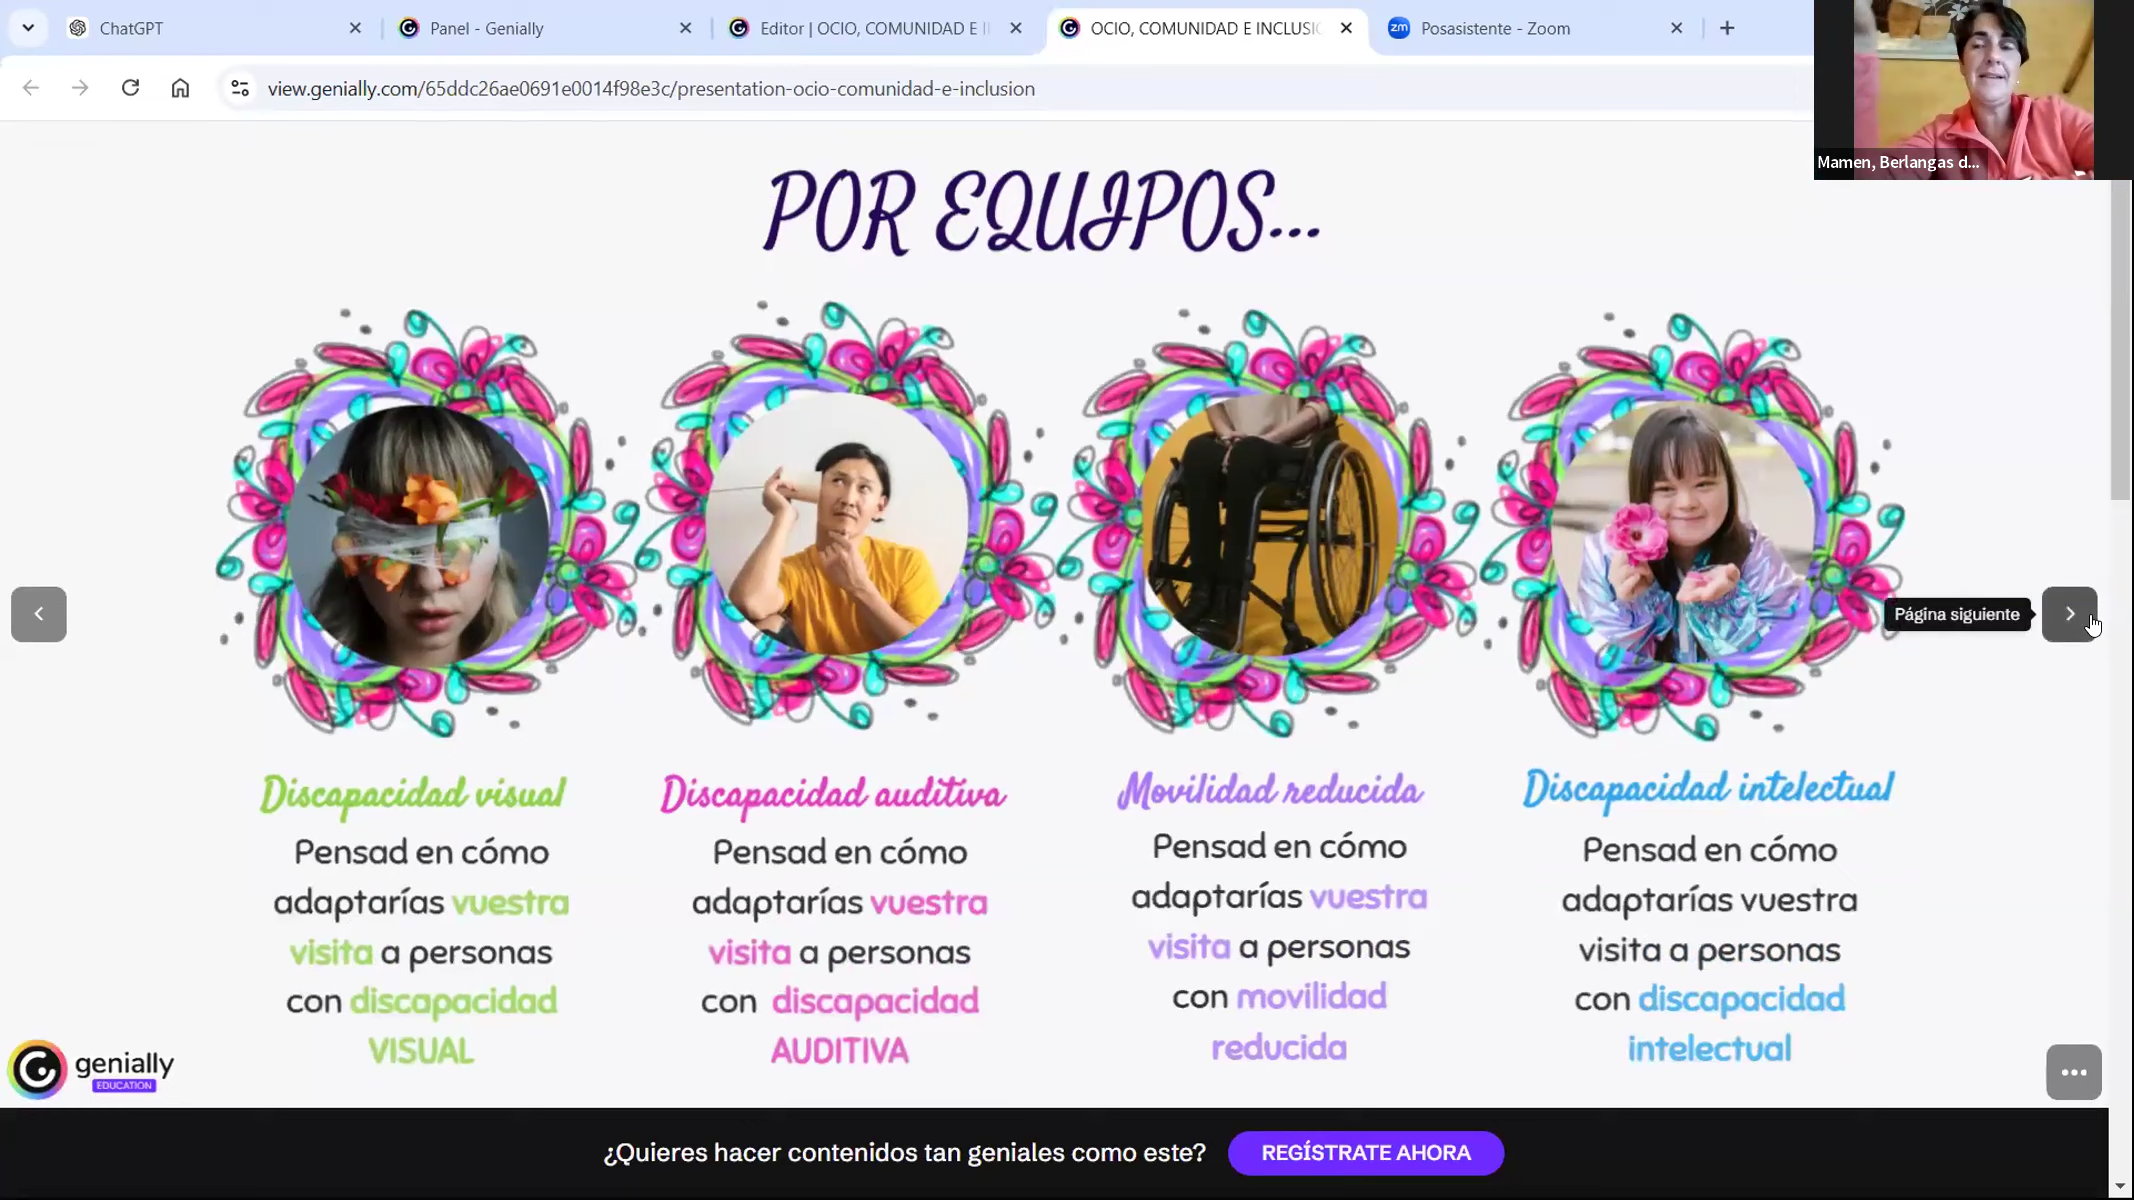 ChatGPT
Panel - Genially
Editor | OCIO, COMUNIDAD E I
OCIO, COMUNIDAD E INCLUSI
zm
Posasistente - Zoom
view.genially.com/65ddc26ae0691e0014f98e3c/presentation-ocio-comunidad-e-inclusion
Mamen, Berlangas d...
POR EQUIPOS...
Discapacidad visual
Pensad en cómo
adaptarías vuestra
visita a personas
con discapacidad
VISUAL
Discapacidad auditiva
Pensad en cómo
adaptarías vuestra
visita a personas
con discapacidad
AUDITIVA
Movilidad reducida
Pensad en cómo
adaptarías vuestra
visita a personas
con movilidad
reducida
Discapacidad intelectual
Pensad en cómo
adaptarías vuestra
visita a personas
con discapacidad
intelectual
Página siguiente
genially
EDUCATION
¿Quieres hacer contenidos tan geniales como este?
REGÍSTRATE AHORA